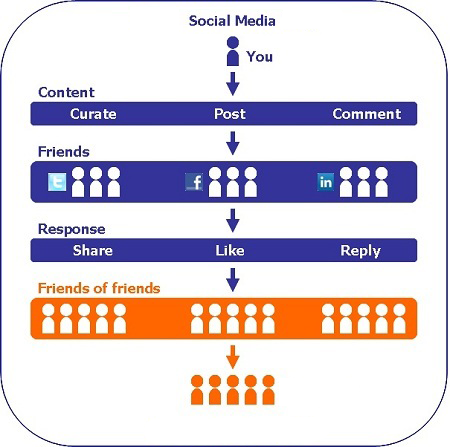 Social Media
You
Content
Curate Post Comment
Friends
t f in
Response
Share Like Reply
Friends of friends